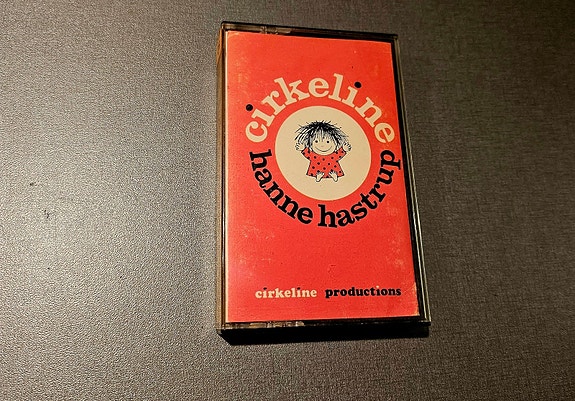 cirkeline
hanne hastrup
cirkeline productions